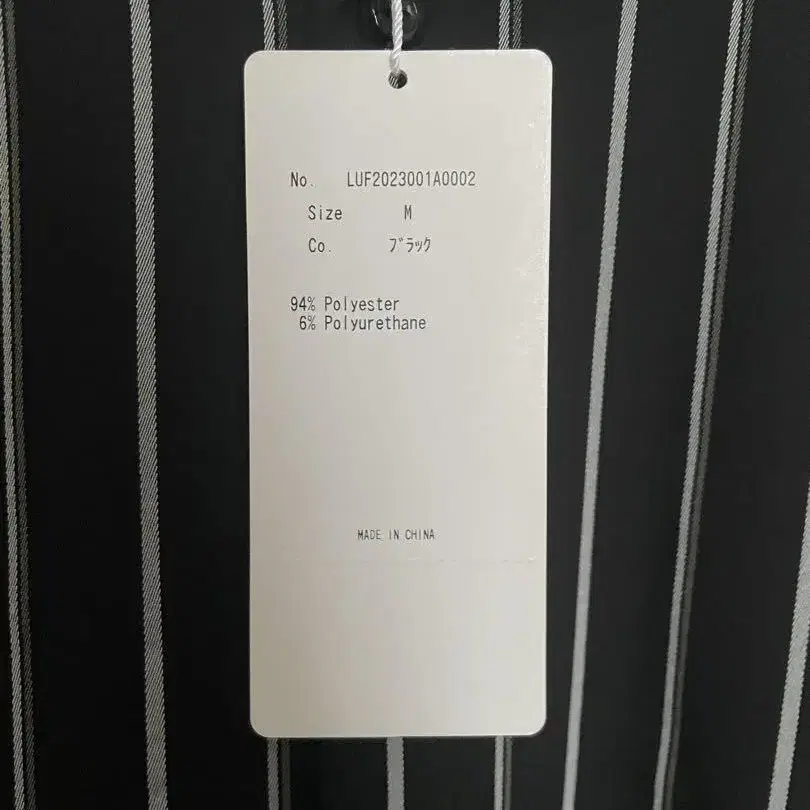 No. LUF2023001A0002
Size M
Co. ﾌﾞﾗｯｸ
94% Polyester
6% Polyurethane
MADE IN CHINA